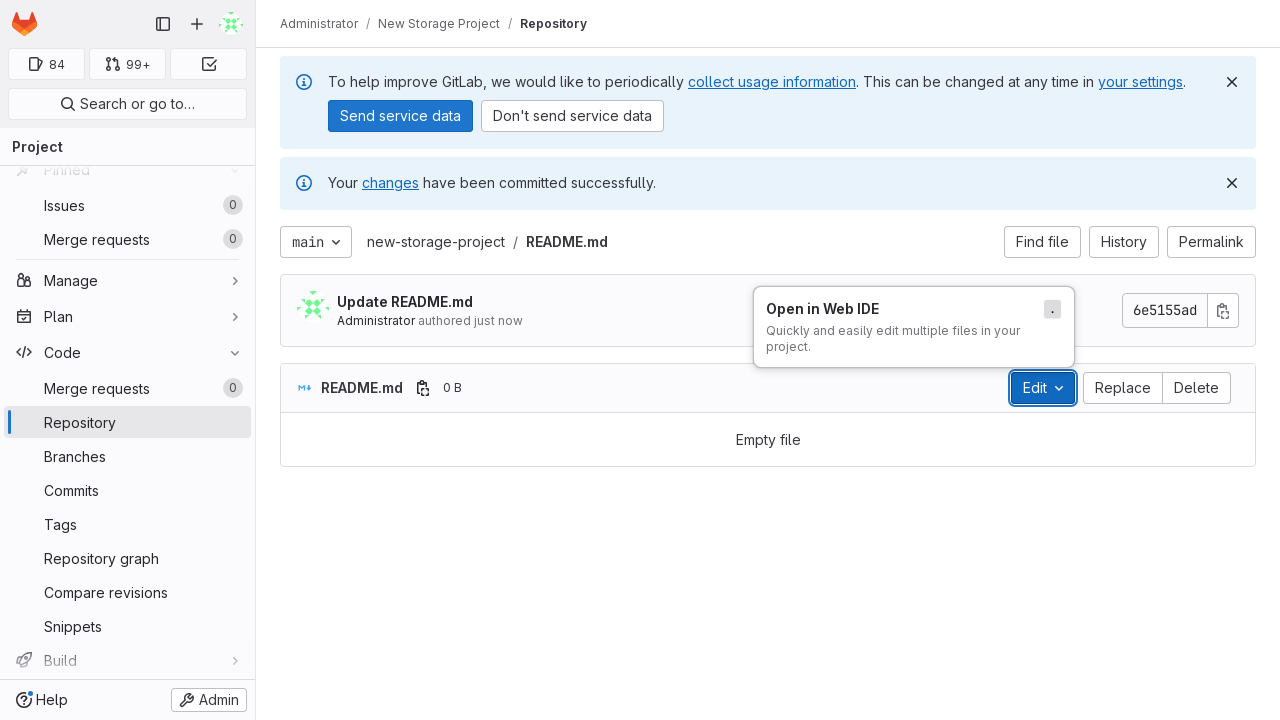 84
99+
Search or go to…
Project
Pinned
Issues
0
Merge requests
0
Manage
Plan
Code
Merge requests
0
Repository
Branches
Commits
Tags
Repository graph
Compare revisions
Snippets
Build
Help
Admin
Administrator / New Storage Project / Repository
To help improve GitLab, we would like to periodically collect usage information. This can be changed at any time in your settings.
Send service data
Don't send service data
Your changes have been committed successfully.
main
new-storage-project / README.md
Find file
History
Permalink
Update README.md
Administrator authored just now
6e5155ad
Open in Web IDE
.
Quickly and easily edit multiple files in your
project.
README.md
0 B
Edit
Replace
Delete
Empty file